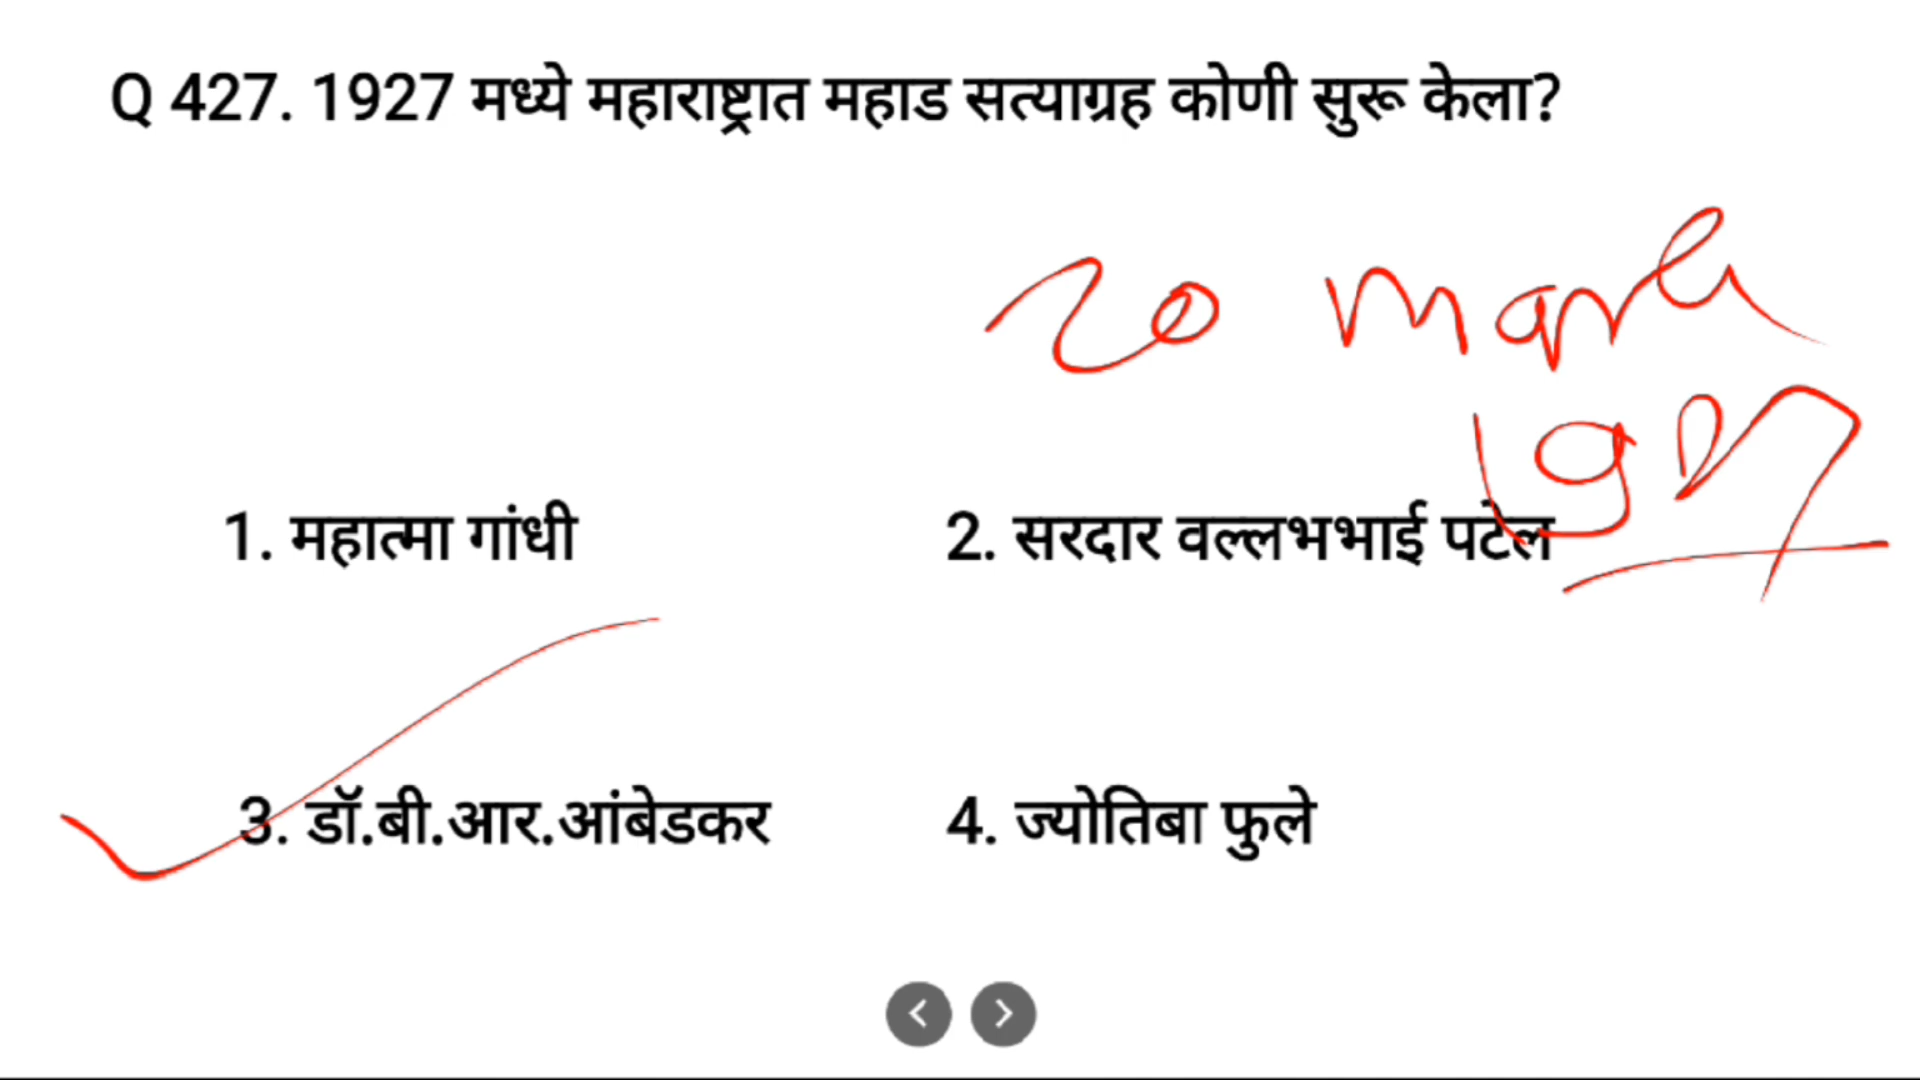 Q 427. 1927 मध्ये महाराष्ट्रात महाड सत्याग्रह कोणी सुरू केला?
20 March
1927
1. महात्मा गांधी
2. सरदार वल्लभभाई पटेल
3. डॉ.बी.आर.आंबेडकर
4. ज्योतिबा फुले